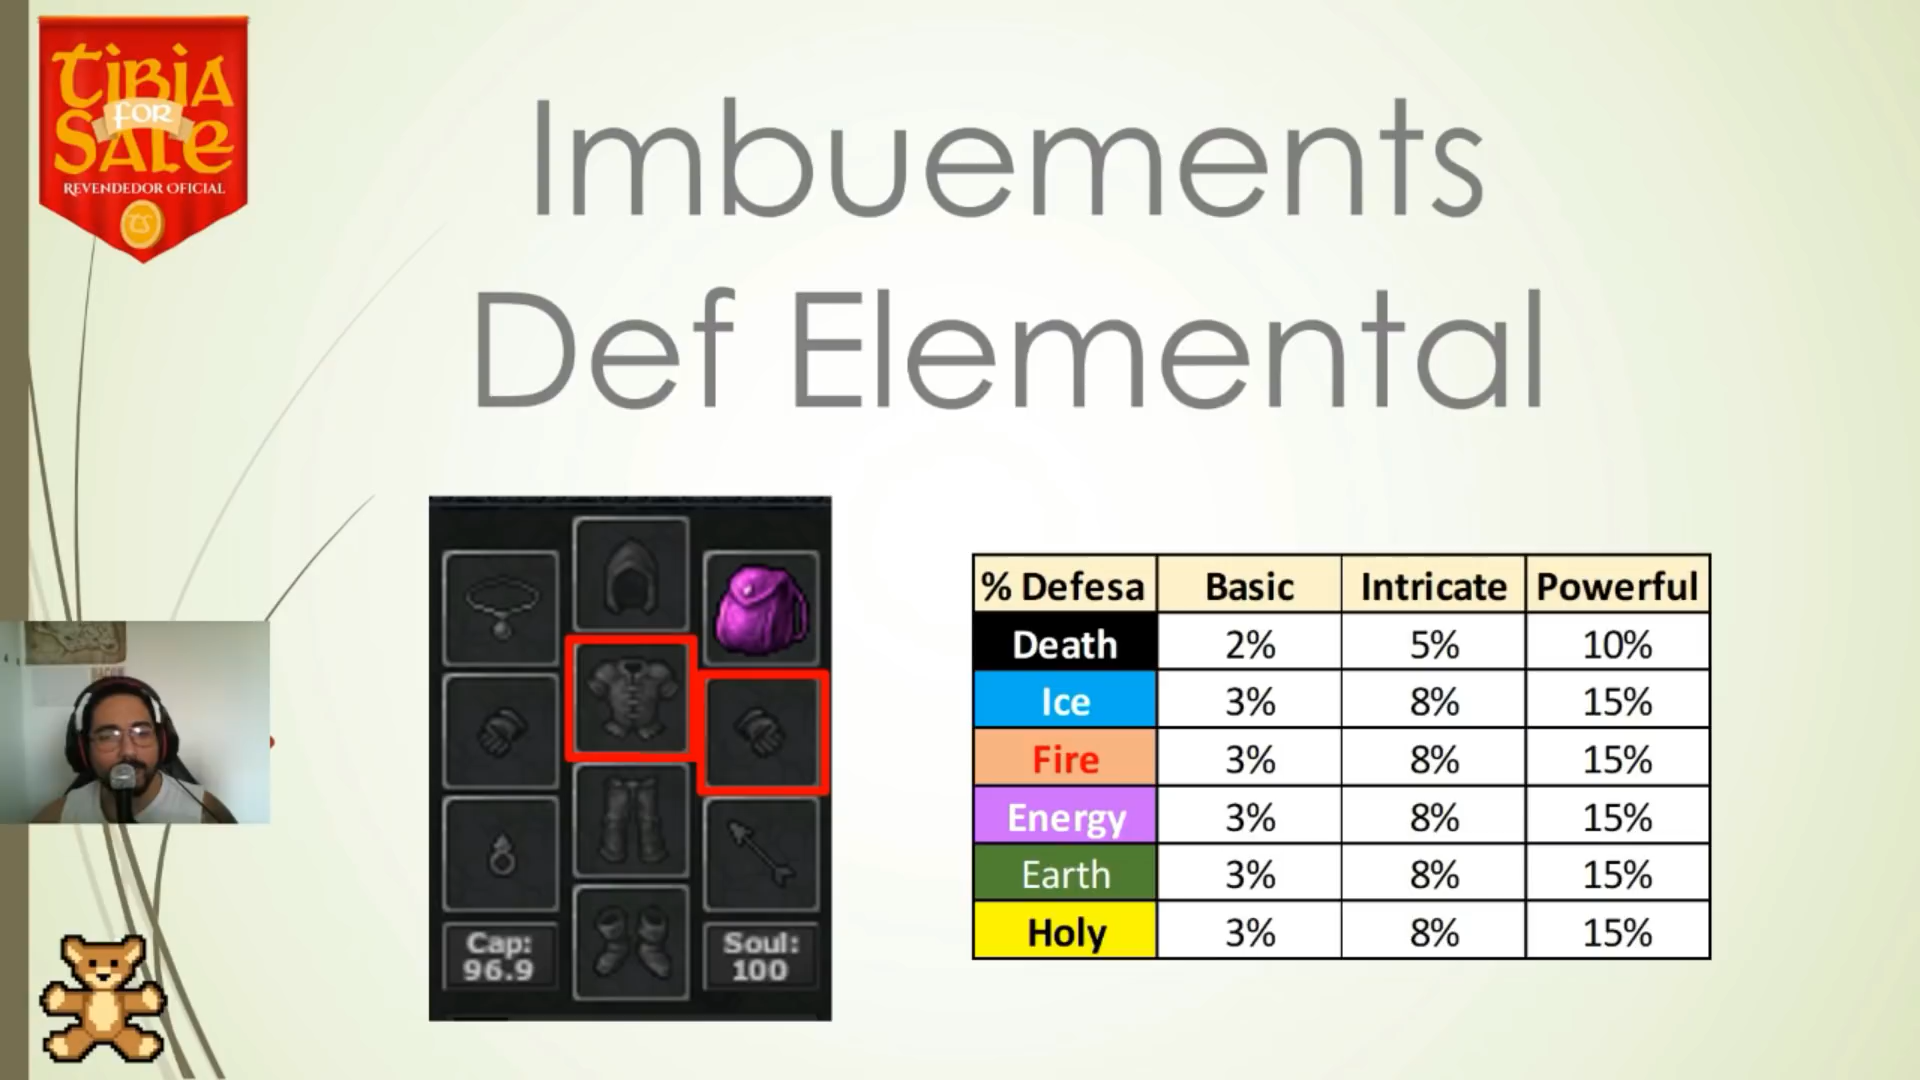 TIBIA
FOR
SALE
REVENDEDOR OFICIAL
TS
Imbuements
Def Elemental
Cap:
96.9
Soul:
100
% Defesa Basic Intricate Powerful
Death 2% 5% 10%
Ice 3% 8% 15%
Fire 3% 8% 15%
Energy 3% 8% 15%
Earth 3% 8% 15%
Holy 3% 8% 15%